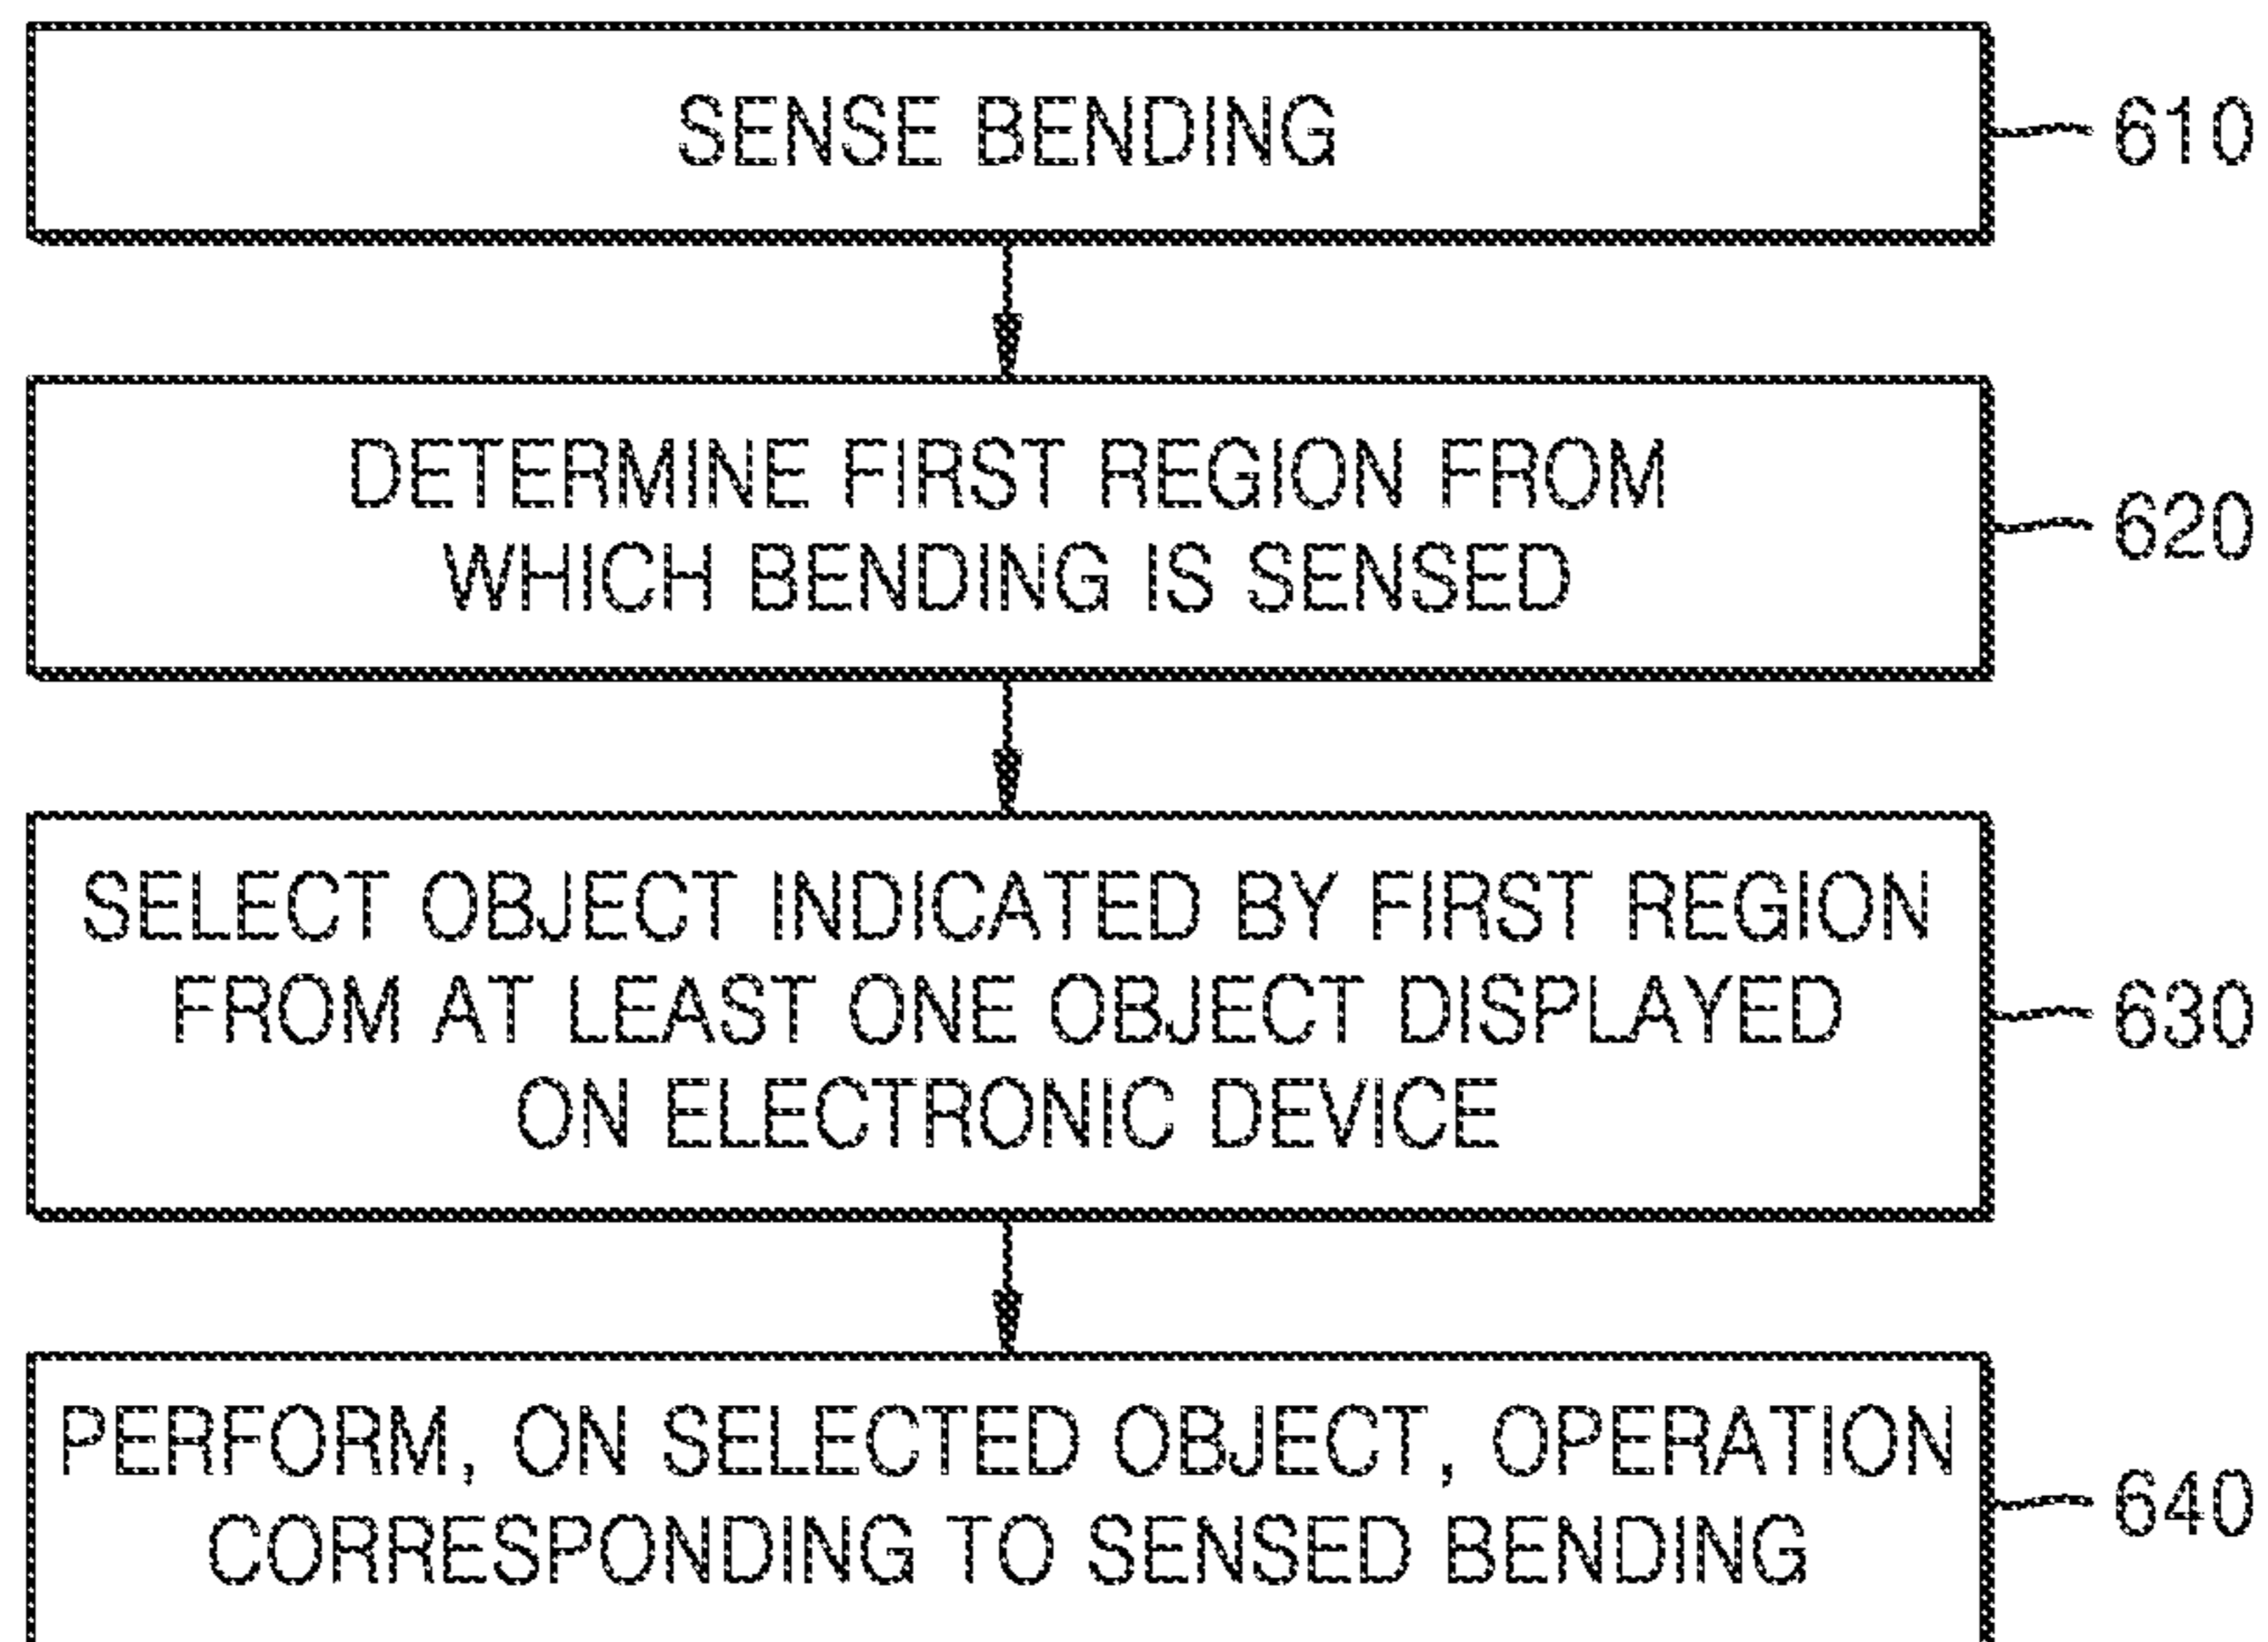 SENSE BENDING
610
DETERMINE FIRST REGION FROM
WHICH BENDING IS SENSED
620
SELECT OBJECT INDICATED BY FIRST REGION
FROM AT LEAST ONE OBJECT DISPLAYED
ON ELECTRONIC DEVICE
630
PERFORM, ON SELECTED OBJECT, OPERATION
CORRESPONDING TO SENSED BENDING
640